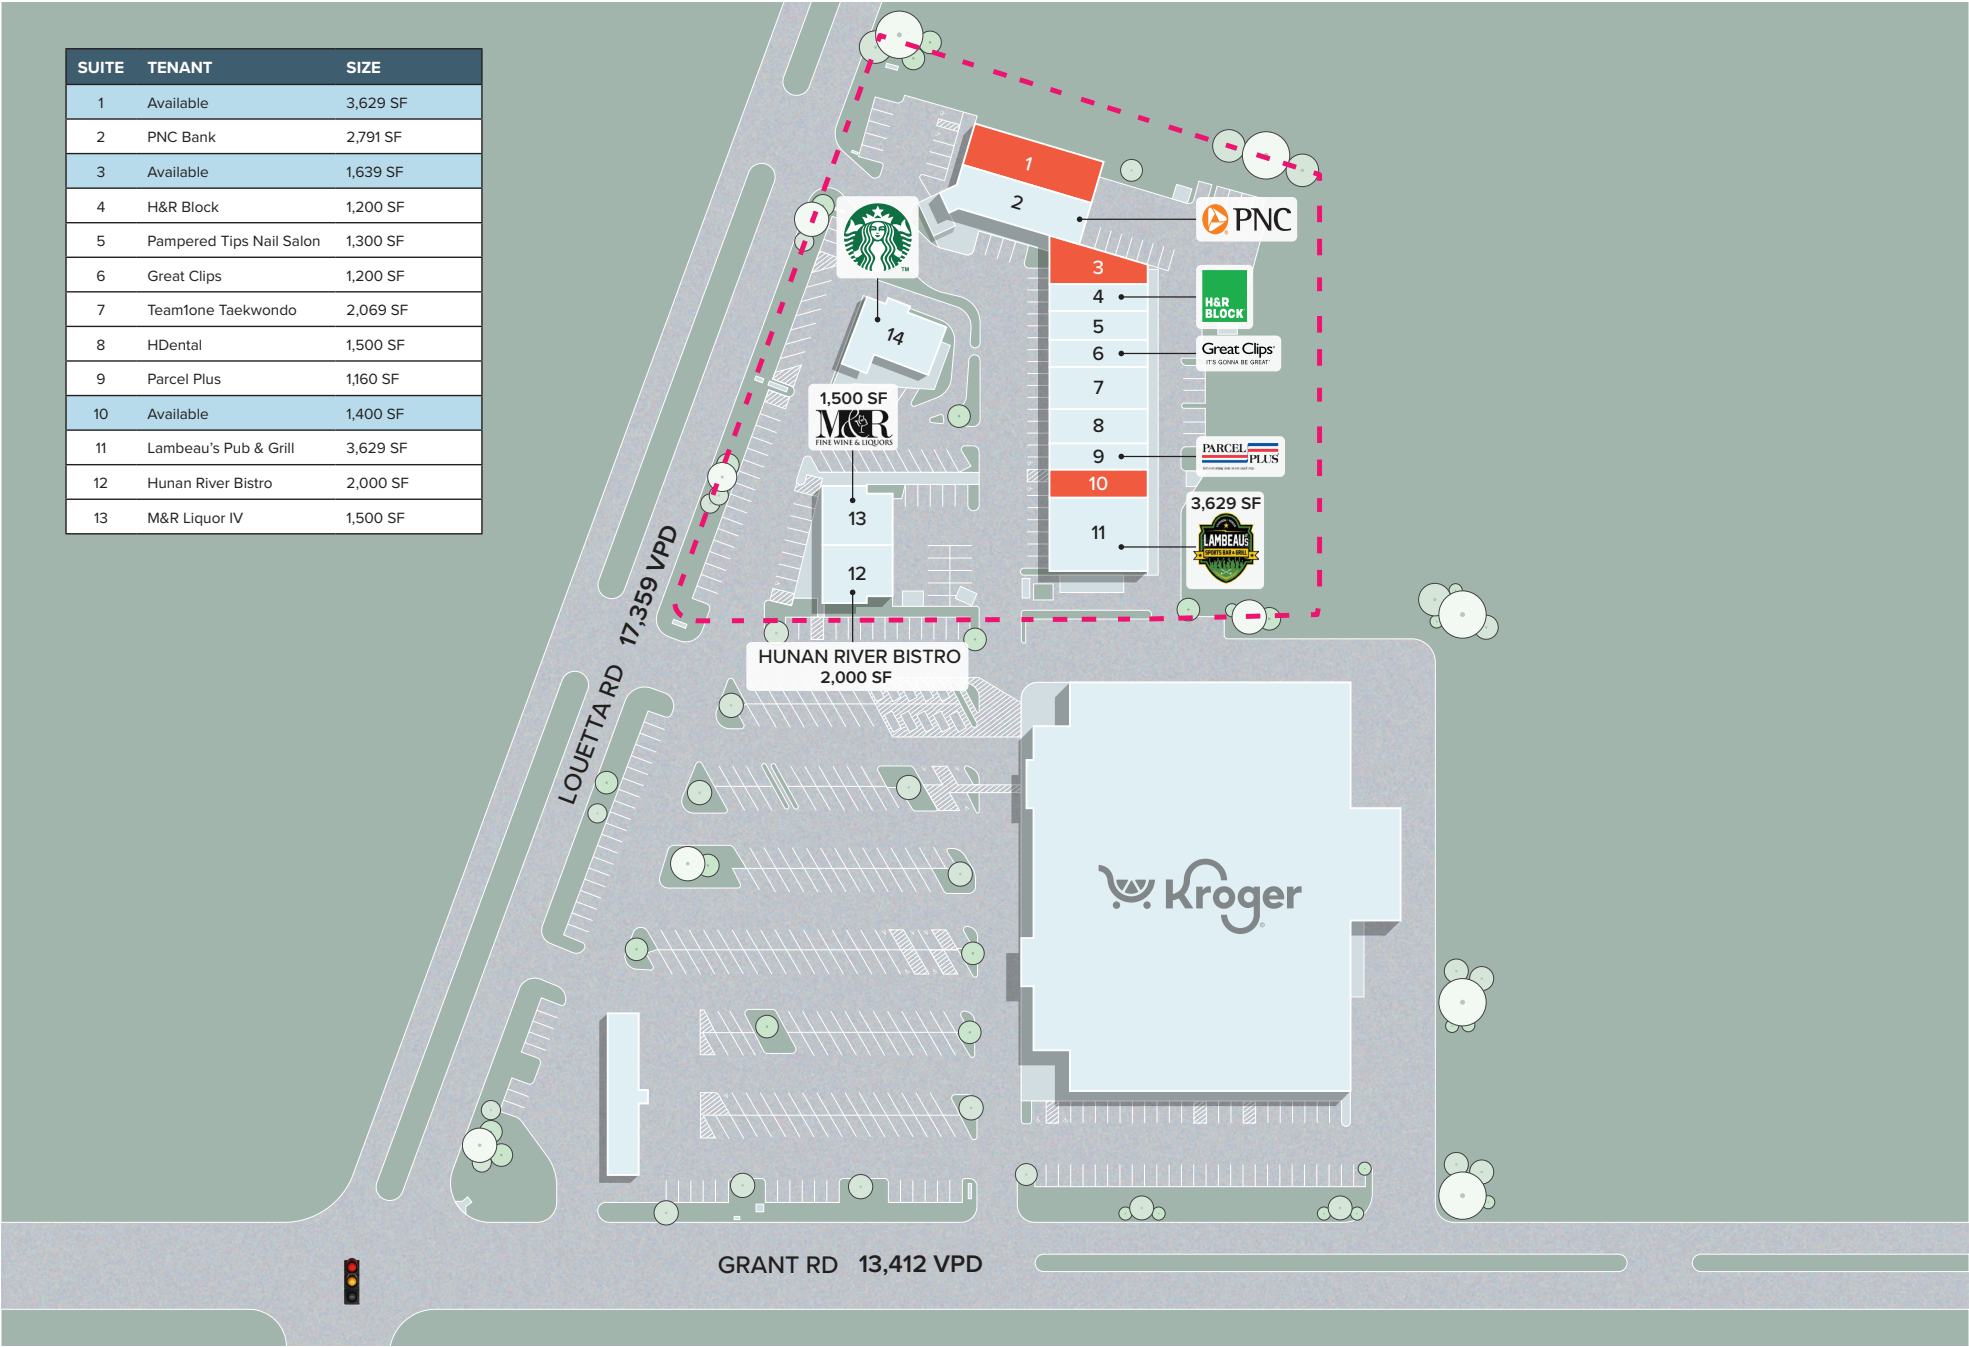 SUITE TENANT SIZE
1 Available 3,629 SF
2 PNC Bank 2,791 SF
3 Available 1,639 SF
4 H&R Block 1,200 SF
5 Pampered Tips Nail Salon 1,300 SF
6 Great Clips 1,200 SF
7 Team1one Taekwondo 2,069 SF
8 HDental 1,500 SF
9 Parcel Plus 1,160 SF
10 Available 1,400 SF
11 Lambeau's Pub & Grill 3,629 SF
12 Hunan River Bistro 2,000 SF
13 M&R Liquor IV 1,500 SF
1
2
PNC
TM
3
4
H&R
BLOCK
5
6
Great Clips
IT'S GONNA BE GREAT
7
8
9
PARCEL
PLUS
10
11
3,629 SF
LAMBEAU'S
SPORTS BAR & GRILL
14
1,500 SF
M&R
FINE WINE & LIQUORS
13
12
HUNAN RIVER BISTRO
2,000 SF
LOUETTA RD 17,359 VPD
Kroger
GRANT RD 13,412 VPD